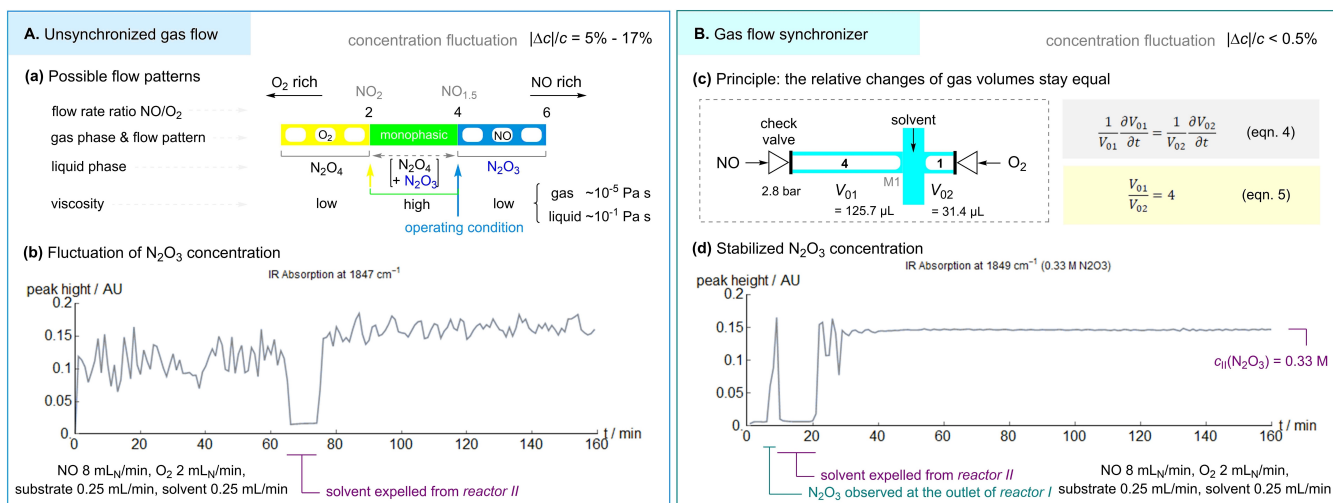 A. Unsynchronized gas flow
concentration fluctuation |Δc|/c = 5% - 17%
(a) Possible flow patterns
O2 rich
NO2
NO1.5
NO rich
flow rate ratio NO/O2
2
4
6
gas phase & flow pattern
O2
monophasic
NO
liquid phase
N2O4
[N2O4
+ N2O3]
N2O3
viscosity
low
high
low
gas ~10^-5 Pa s
liquid ~10^-1 Pa s
operating condition
(b) Fluctuation of N2O3 concentration
IR Absorption at 1847 cm⁻¹
peak hight / AU
0.2
0.15
0.1
0.05
0.
0
20
40
60
80
100
120
140
160
t / min
NO 8 mLN/min, O2 2 mLN/min,
substrate 0.25 mL/min, solvent 0.25 mL/min
solvent expelled from reactor II
B. Gas flow synchronizer
concentration fluctuation |Δc|/c < 0.5%
(c) Principle: the relative changes of gas volumes stay equal
solvent
check
valve
NO
4
1
O2
M1
2.8 bar
V01
= 125.7 µL
V02
= 31.4 µL
1/V01 ∂V01/∂t = 1/V02 ∂V02/∂t (eqn. 4)
V01/V02 = 4 (eqn. 5)
(d) Stabilized N2O3 concentration
IR Absorption at 1849 cm⁻¹ (0.33 M N2O3)
peak height / AU
0.2
0.15
0.1
0.05
0.
0
20
40
60
80
100
120
140
160
t / min
cII(N2O3) = 0.33 M
solvent expelled from reactor II
N2O3 observed at the outlet of reactor I
NO 8 mLN/min, O2 2 mLN/min,
substrate 0.25 mL/min, solvent 0.25 mL/min